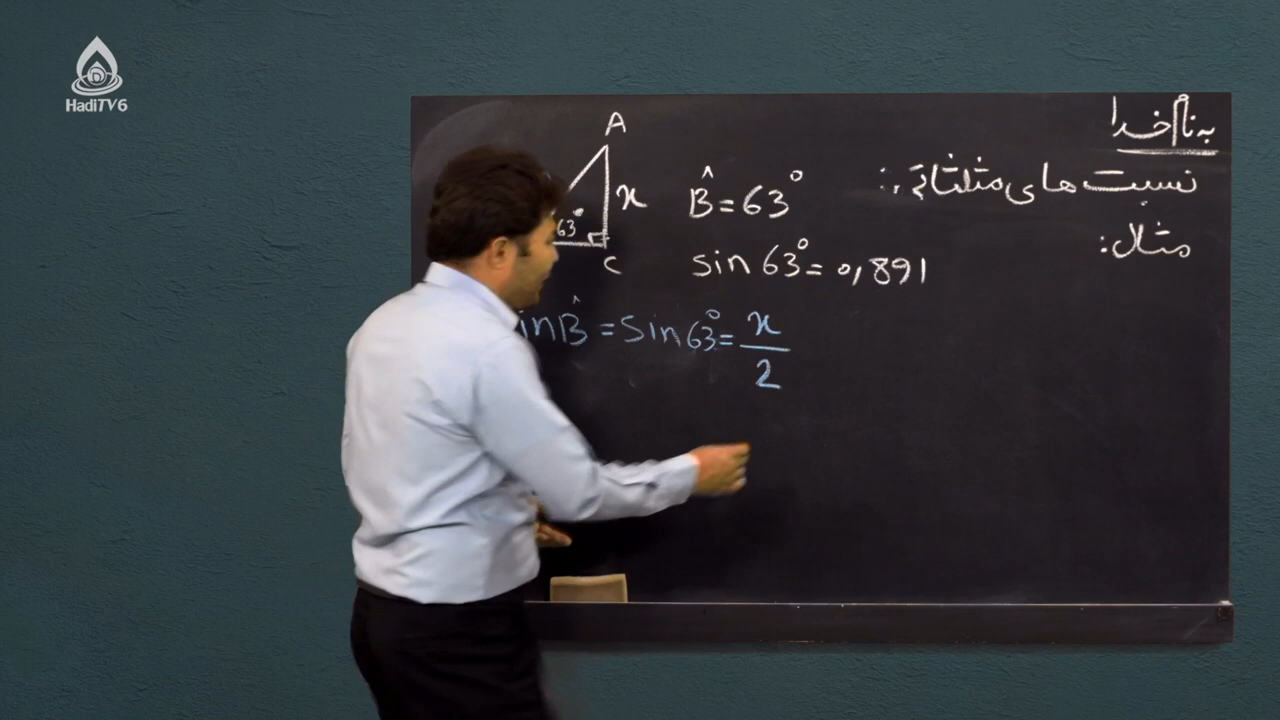 HadiTV6
به نام خدا
نسبت های مثلثاتی:
مثال:
A
x
63°
C
B̂ = 63°
sin 63° = 0,891
inB̂ = Sin 63° = x/2